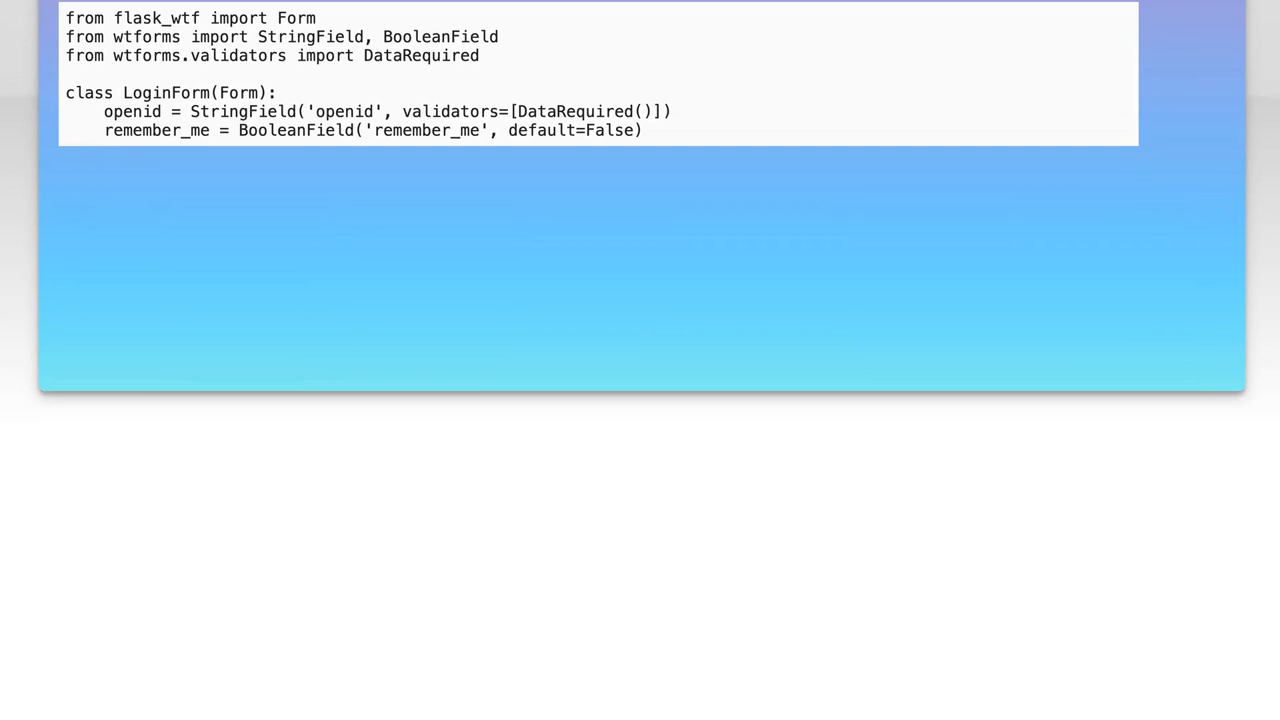 from flask_wtf import Form
from wtforms import StringField, BooleanField
from wtforms.validators import DataRequired

class LoginForm(Form):
    openid = StringField('openid', validators=[DataRequired()])
    remember_me = BooleanField('remember_me', default=False)